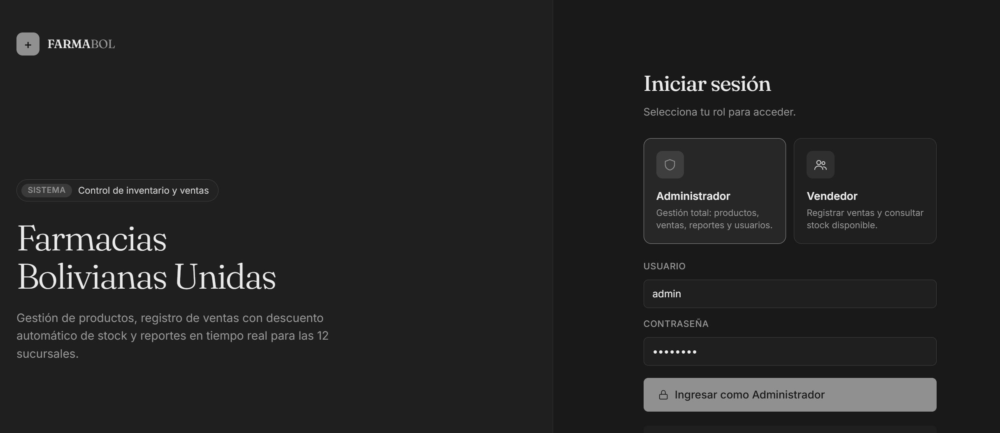 +
FARMABOL
SISTEMA Control de inventario y ventas
Farmacias
Bolivianas Unidas
Gestión de productos, registro de ventas con descuento
automático de stock y reportes en tiempo real para las 12
sucursales.
Iniciar sesión
Selecciona tu rol para acceder.
Administrador
Gestión total: productos,
ventas, reportes y usuarios.
Vendedor
Registrar ventas y consultar
stock disponible.
USUARIO
admin
CONTRASEÑA
••••••••
Ingresar como Administrador